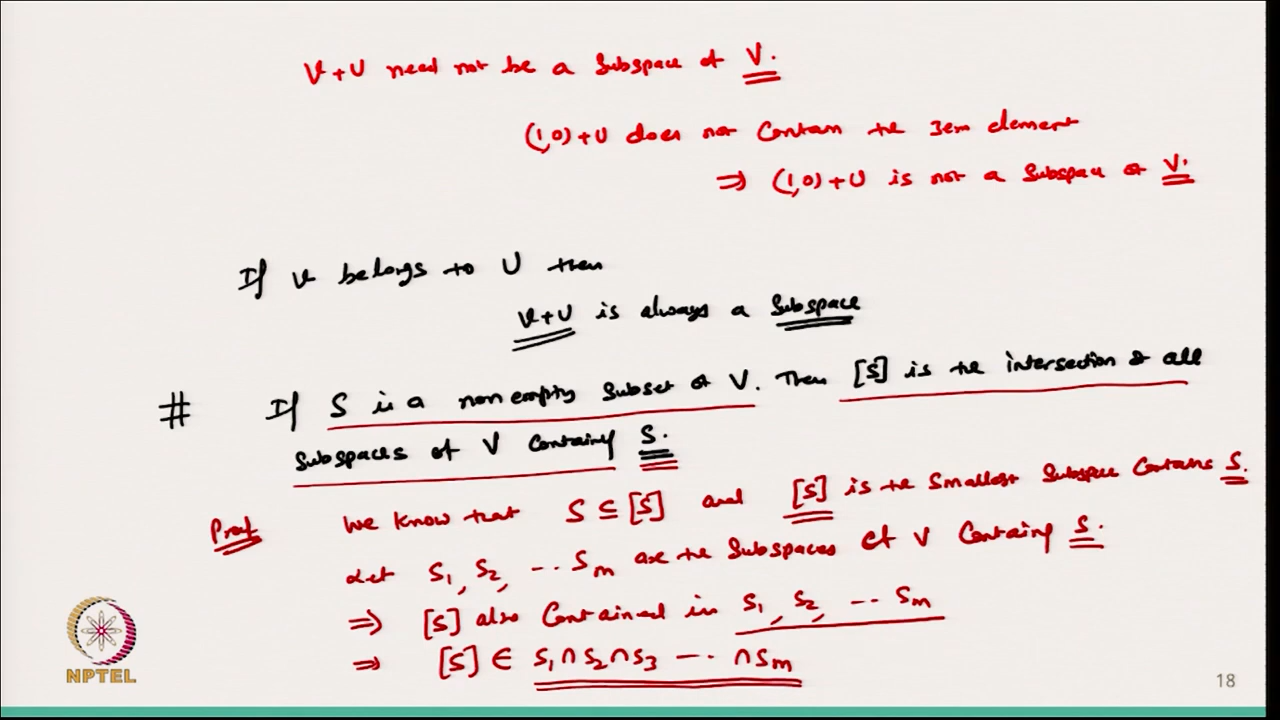 v+U need not be a subspace of V.
(1,0)+U does not contain the zero element
⇒ (1,0)+U is not a subspace of V.
If v belongs to U then
v+U is always a subspace
# If S is a non empty subset of V. Then [S] is the intersection of all
subspaces of V containing S.
Proof We know that S ⊆ [S] and [S] is the smallest subspace contains S.
Let S₁, S₂, ... Sm are the subspaces of V containing S.
⇒ [S] also contained in S₁, S₂, ... Sm
⇒ [S] ∈ S₁∩S₂∩S₃ ... ∩Sm
NPTEL
18